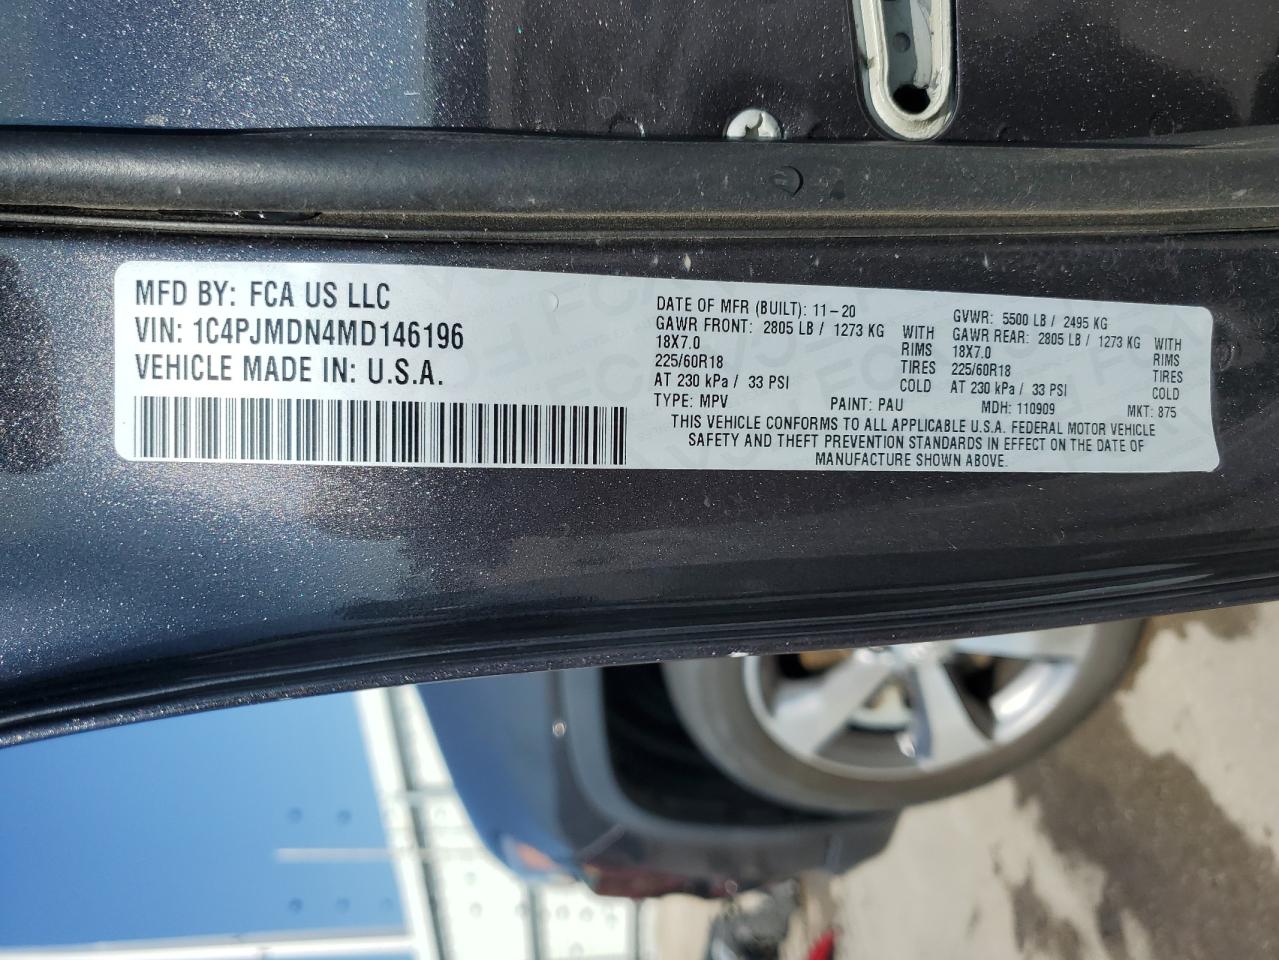 MFD BY: FCA US LLC
VIN: 1C4PJMDN4MD146196
VEHICLE MADE IN: U.S.A.
DATE OF MFR (BUILT): 11-20
GAWR FRONT: 2805 LB / 1273 KG WITH
18X7.0 RIMS
225/60R18 TIRES
AT 230 kPa / 33 PSI COLD
TYPE: MPV PAINT: PAU
GVWR: 5500 LB / 2495 KG
GAWR REAR: 2805 LB / 1273 KG WITH
18X7.0 RIMS
225/60R18 TIRES
AT 230 kPa / 33 PSI COLD
MDH: 110909 MKT: 875
THIS VEHICLE CONFORMS TO ALL APPLICABLE U.S.A. FEDERAL MOTOR VEHICLE
SAFETY AND THEFT PREVENTION STANDARDS IN EFFECT ON THE DATE OF
MANUFACTURE SHOWN ABOVE.